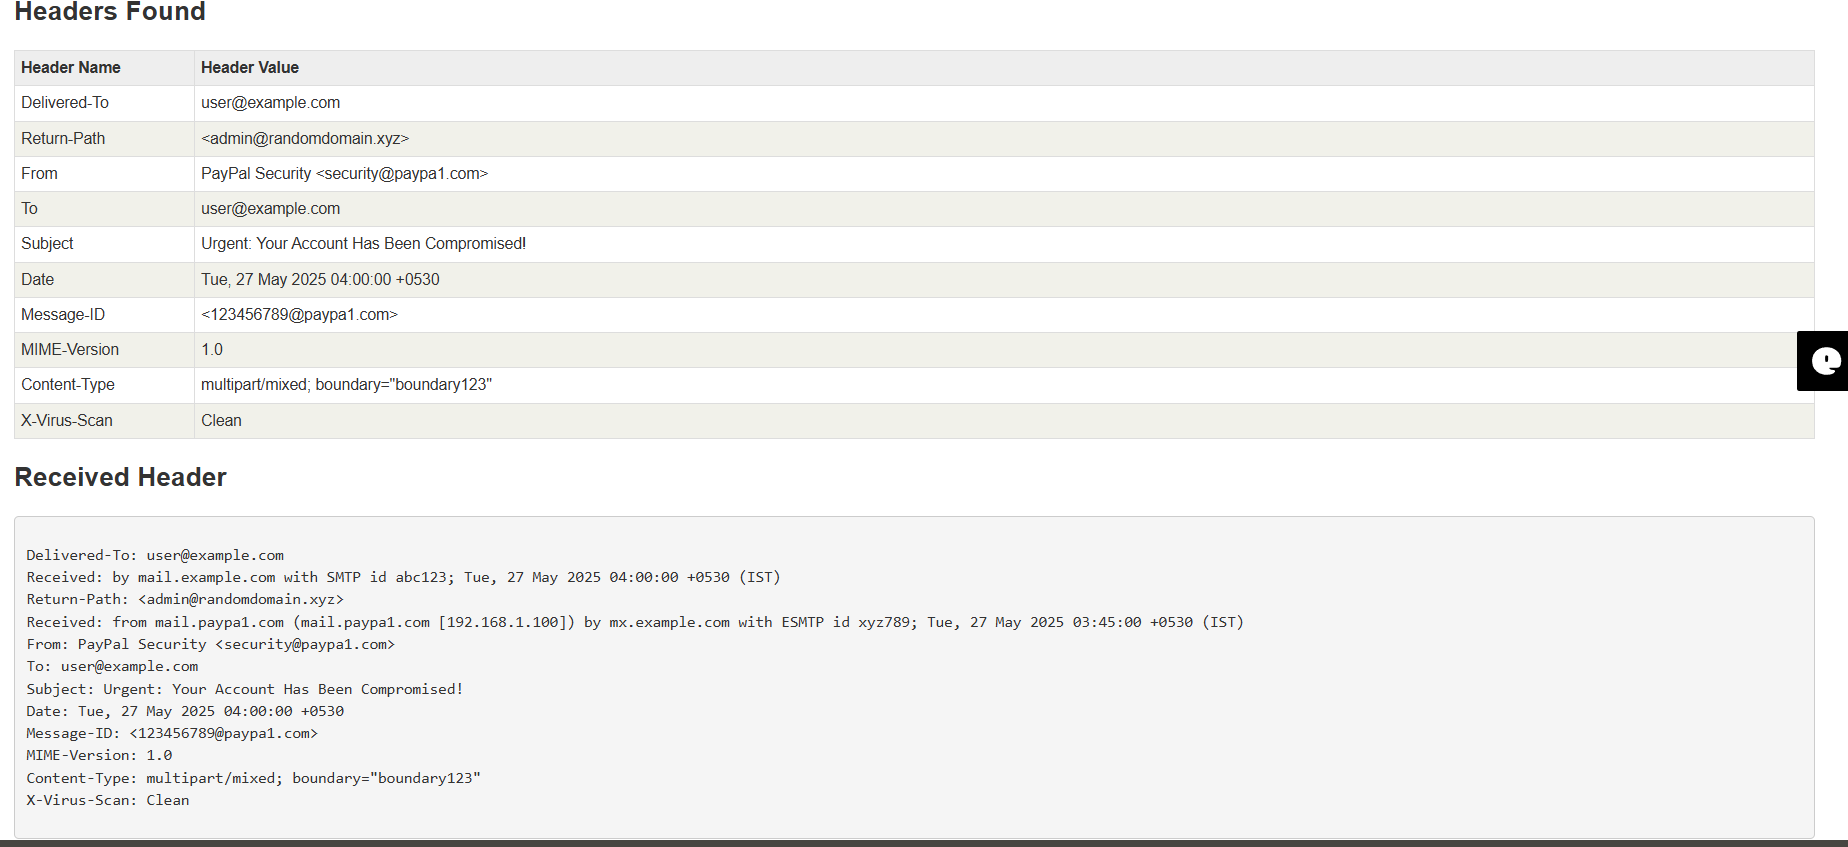 Headers Found
Header Name Header Value
Delivered-To user@example.com
Return-Path <admin@randomdomain.xyz>
From PayPal Security <security@paypa1.com>
To user@example.com
Subject Urgent: Your Account Has Been Compromised!
Date Tue, 27 May 2025 04:00:00 +0530
Message-ID <123456789@paypa1.com>
MIME-Version 1.0
Content-Type multipart/mixed; boundary="boundary123"
X-Virus-Scan Clean
Received Header
Delivered-To: user@example.com
Received: by mail.example.com with SMTP id abc123; Tue, 27 May 2025 04:00:00 +0530 (IST)
Return-Path: <admin@randomdomain.xyz>
Received: from mail.paypa1.com (mail.paypa1.com [192.168.1.100]) by mx.example.com with ESMTP id xyz789; Tue, 27 May 2025 03:45:00 +0530 (IST)
From: PayPal Security <security@paypa1.com>
To: user@example.com
Subject: Urgent: Your Account Has Been Compromised!
Date: Tue, 27 May 2025 04:00:00 +0530
Message-ID: <123456789@paypa1.com>
MIME-Version: 1.0
Content-Type: multipart/mixed; boundary="boundary123"
X-Virus-Scan: Clean